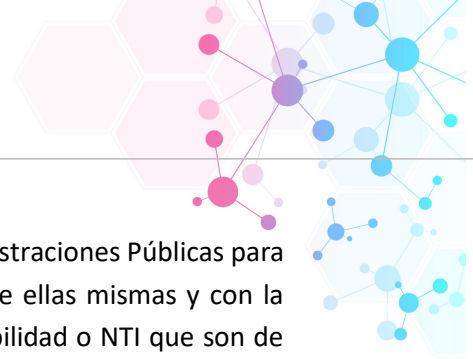 straciones Públicas para
e ellas mismas y con la
bilidad o NTI que son de